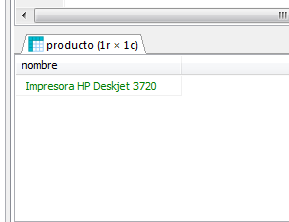 producto (1r × 1c)
nombre
Impresora HP Deskjet 3720